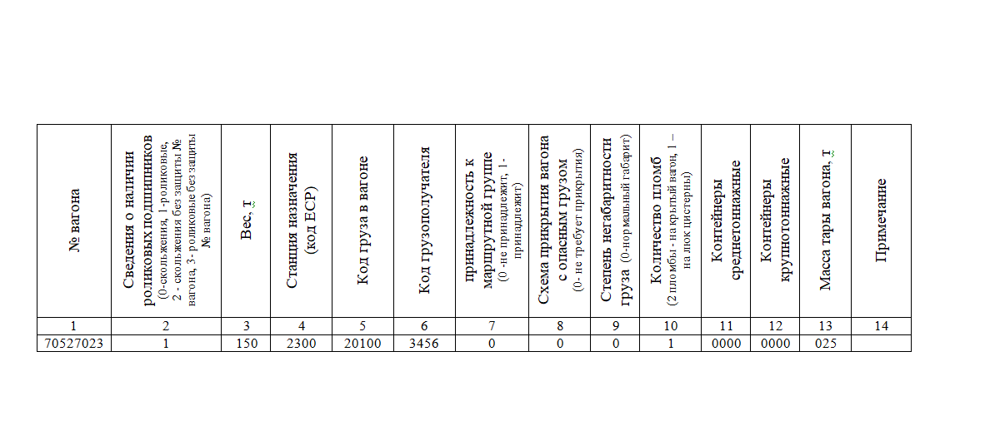 № вагона
Сведения о наличии
роликовых подшипников
(0-скольжения, 1 -роликовые,
2 - скольжения без защиты №
вагона, 3- роликовые без защиты
№ вагона)
Вес, т
Станция назначения
(код ЕСР)
Код груза в вагоне
Код грузополучателя
принадлежность к
маршрутной группе
(0 -не принадлежит, 1-
принадлежит)
Схема прикрытия вагона
с опасным грузом
(0- не требует прикрытия)
Степень негабаритности
груза (0-нормальный габарит)
Количество пломб
(2 пломбы - на крытый вагон, 1 –
на люк цистерны)
Контейнеры
среднетоннажные
Контейнеры
крупнотоннажные
Масса тары вагона, т
Примечание
1 2 3 4 5 6 7 8 9 10 11 12 13 14
70527023 1 150 2300 20100 3456 0 0 0 1 0000 0000 025